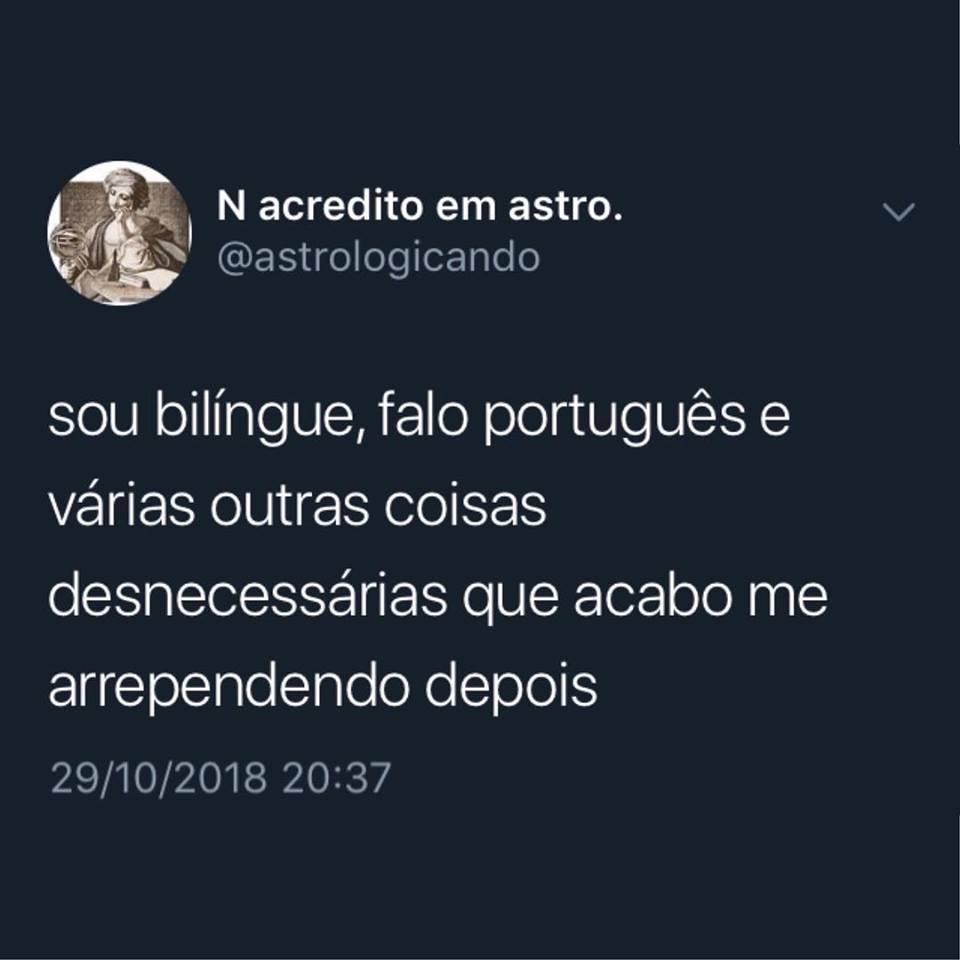 N acredito em astro.
@astrologicando
sou bilíngue, falo português e
várias outras coisas
desnecessárias que acabo me
arrependendo depois
29/10/2018 20:37